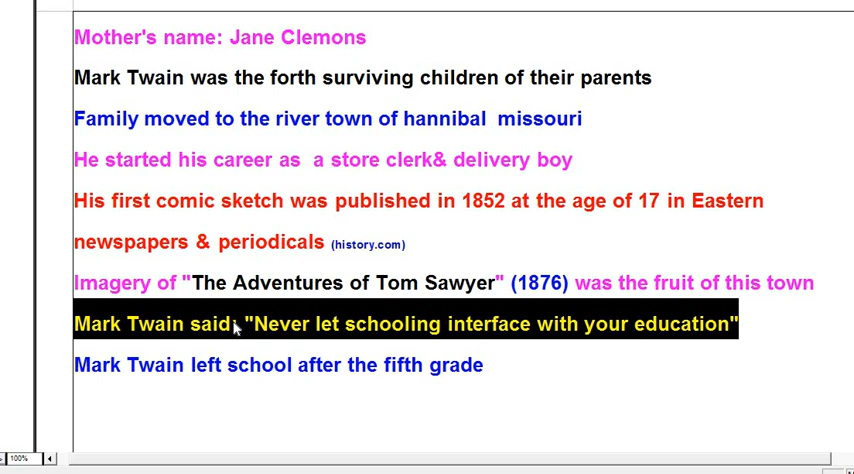 Mother's name: Jane Clemons
Mark Twain was the forth surviving children of their parents
Family moved to the river town of hannibal  missouri
He started his career as  a store clerk& delivery boy
His first comic sketch was published in 1852 at the age of 17 in Eastern
newspapers & periodicals (history.com)
Imagery of "The Adventures of Tom Sawyer" (1876) was the fruit of this town
Mark Twain said: "Never let schooling interface with your education"
Mark Twain left school after the fifth grade
100%